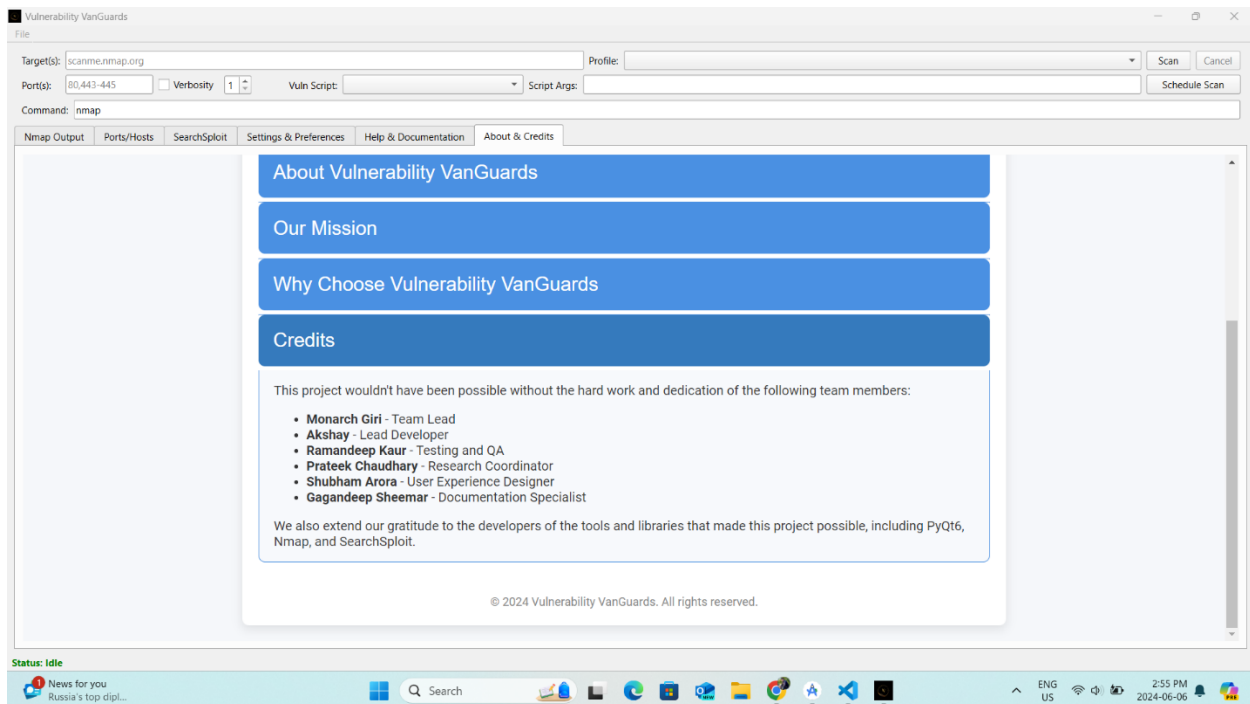 Vulnerability VanGuards
File
Target(s): scanme.nmap.org Profile: Scan Cancel
Port(s): 80,443-445 Verbosity 1 Vuln Script: Script Args: Schedule Scan
Command: nmap
Nmap Output Ports/Hosts SearchSploit Settings & Preferences Help & Documentation About & Credits
About Vulnerability VanGuards
Our Mission
Why Choose Vulnerability VanGuards
Credits
This project wouldn't have been possible without the hard work and dedication of the following team members:
• Monarch Giri - Team Lead
• Akshay - Lead Developer
• Ramandeep Kaur - Testing and QA
• Prateek Chaudhary - Research Coordinator
• Shubham Arora - User Experience Designer
• Gagandeep Sheemar - Documentation Specialist
We also extend our gratitude to the developers of the tools and libraries that made this project possible, including PyQt6,
Nmap, and SearchSploit.
© 2024 Vulnerability VanGuards. All rights reserved.
Status: Idle
1 News for you
Russia's top dipl...
Search
ENG
US
2:55 PM
2024-06-06